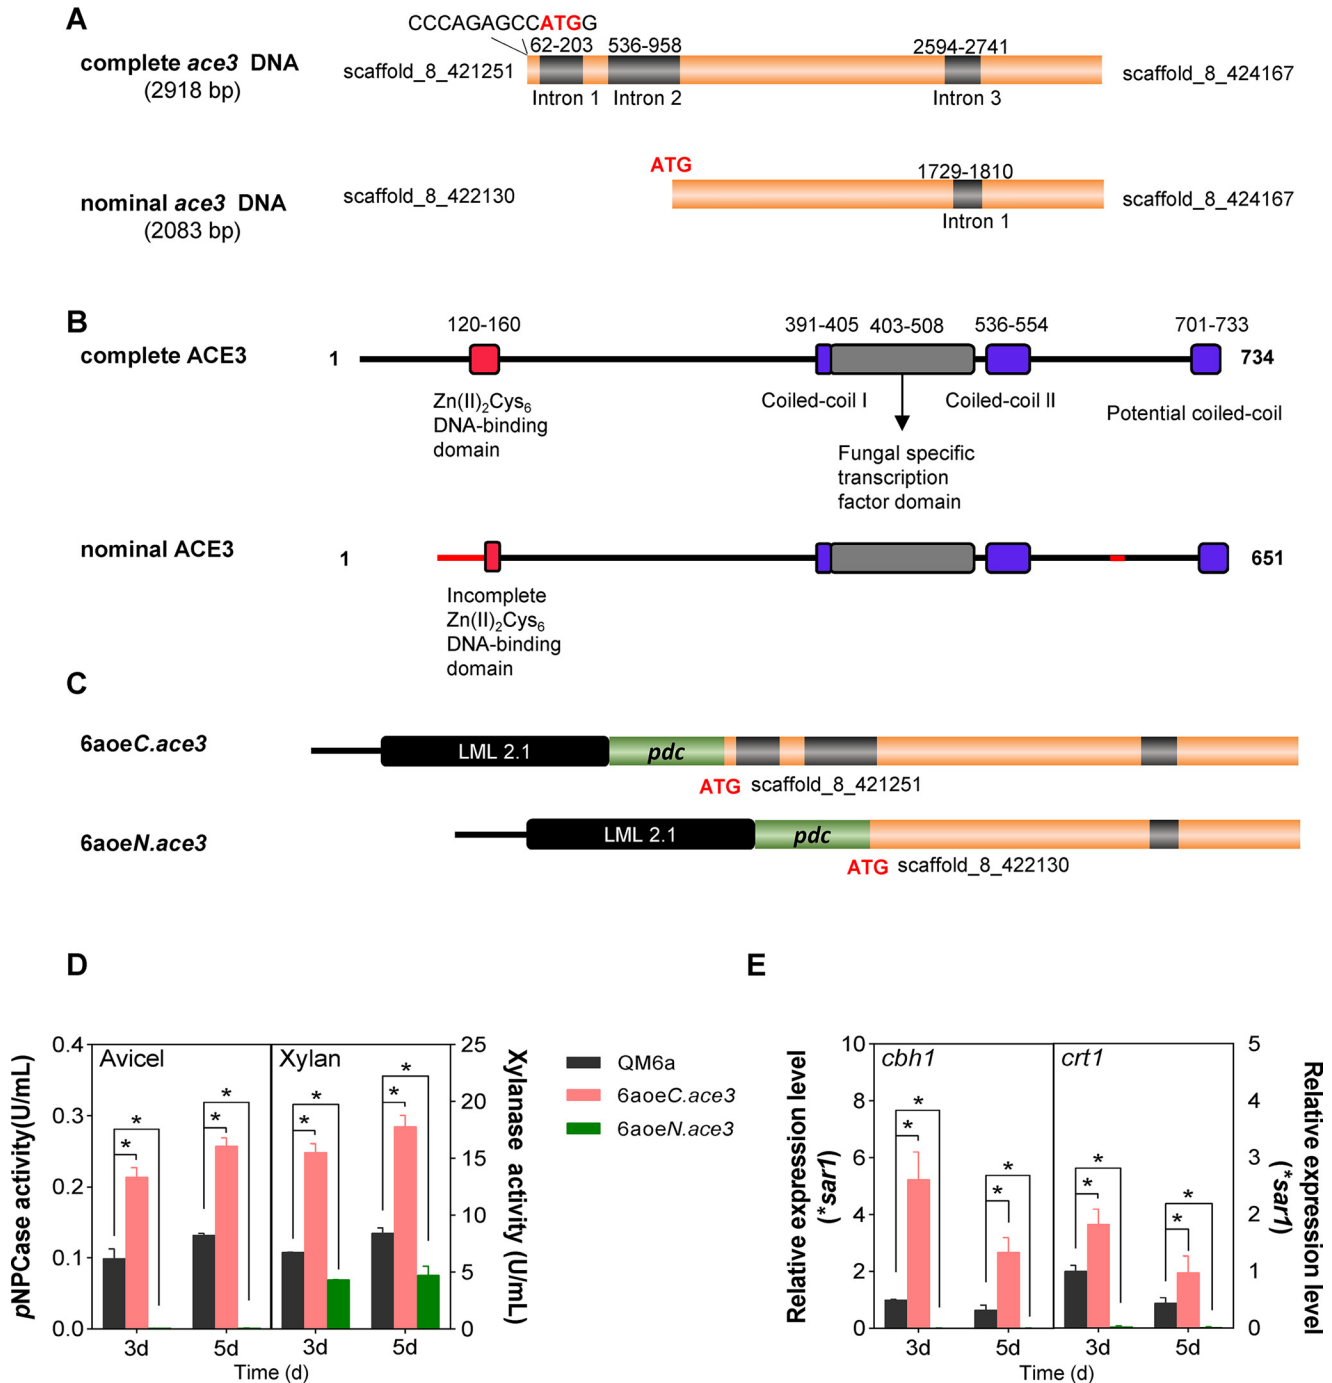 A
CCCAGAGCCATGG
62-203 536-958 2594-2741
complete ace3 DNA
(2918 bp)
scaffold_8_421251
scaffold_8_424167
Intron 1 Intron 2 Intron 3
ATG
1729-1810
nominal ace3 DNA
(2083 bp)
scaffold_8_422130
scaffold_8_424167
Intron 1
B
120-160 391-405 403-508 536-554 701-733
complete ACE3
1
734
Zn(II)2Cys6
DNA-binding
domain
Coiled-coil I
Coiled-coil II
Potential coiled-coil
Fungal specific
transcription
factor domain
nominal ACE3
1
651
Incomplete
Zn(II)2Cys6
DNA-binding
domain
C
6aoeC.ace3
LML 2.1
pdc
ATG scaffold_8_421251
6aoeN.ace3
LML 2.1
pdc
ATG scaffold_8_422130
D
pNPCase activity(U/mL)
0.4
0.3
0.2
0.1
0.0
Avicel
Xylan
* * * * * * * *
25
20
15
10
5
0
Xylanase activity (U/mL)
3d 5d 3d 5d
Time (d)
QM6a
6aoeC.ace3
6aoeN.ace3
E
Relative expression level
(*sar1)
10
8
6
4
2
0
cbh1
crt1
* * * * * * * *
5
4
3
2
1
0
Relative expression level
(*sar1)
3d 5d 3d 5d
Time (d)